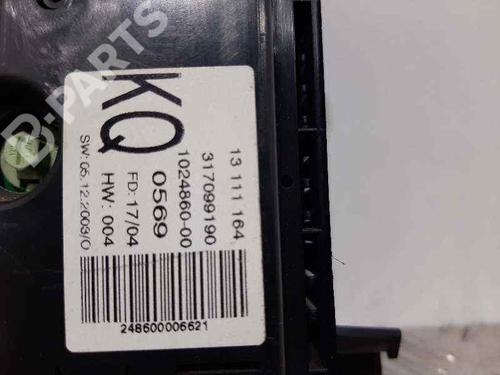 B-PARTS
KQ
13 111 164
317099190
1024860-00
0569
FD: 17/04
HW: 004
SW: 05.12.2003/0
248600006621